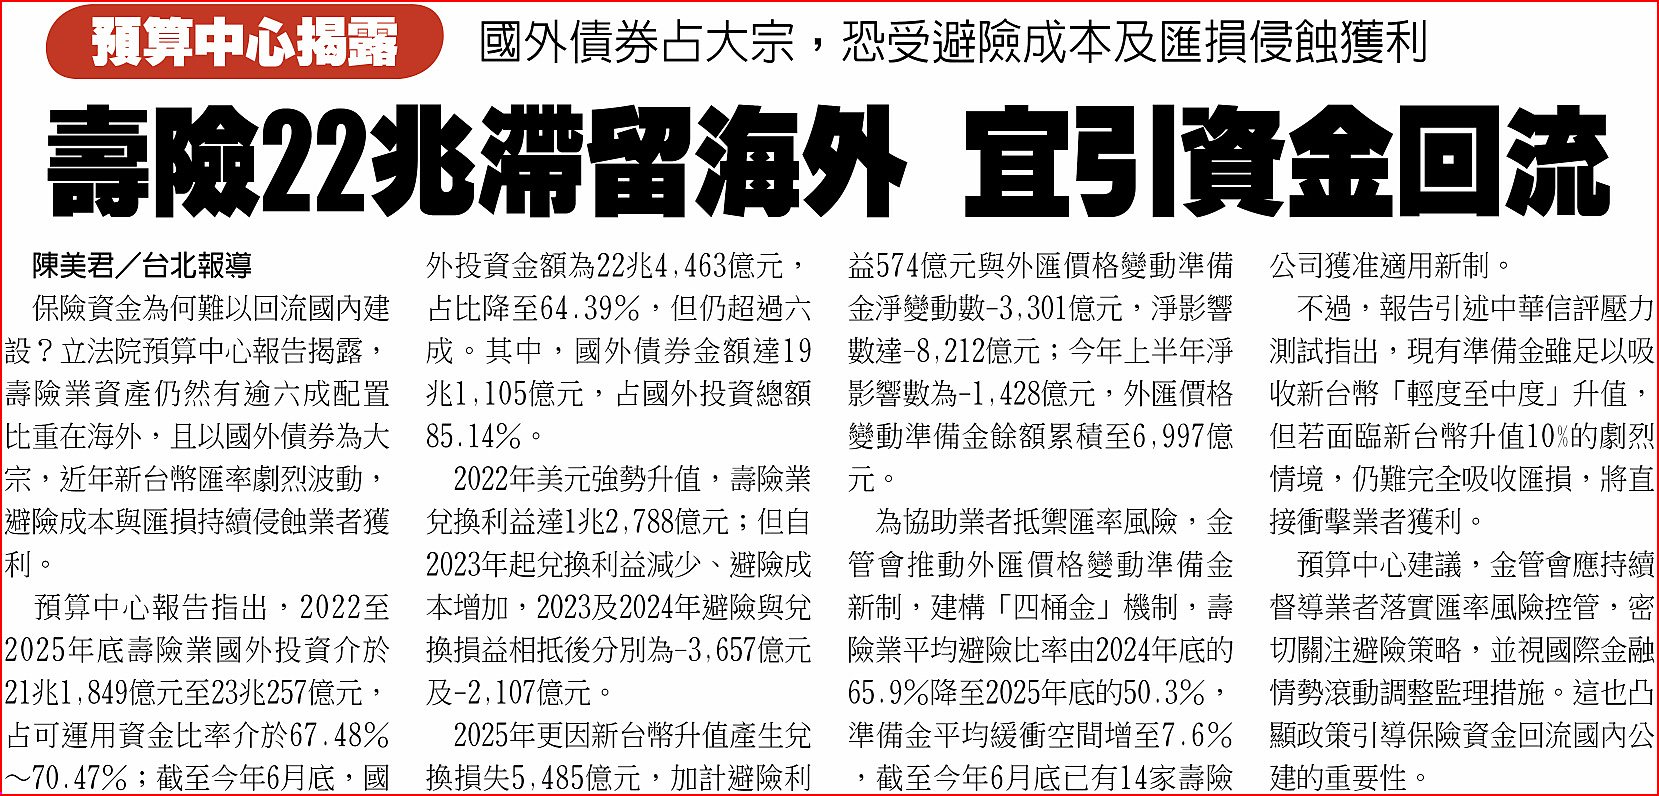 預算中心揭露
國外債券占大宗，恐受避險成本及匯損侵蝕獲利
壽險22兆滯留海外 宜引資金回流
陳美君／台北報導
保險資金為何難以回流國內建
設？立法院預算中心報告揭露，
壽險業資產仍然有逾六成配置
比重在海外，且以國外債券為大
宗，近年新台幣匯率劇烈波動，
避險成本與匯損持續侵蝕業者獲
利。
預算中心報告指出，2022至
2025年底壽險業國外投資介於
21兆1,849億元至23兆257億元，
占可運用資金比率介於67.48％
～70.47％；截至今年6月底，國
外投資金額為22兆4,463億元，
占比降至64.39％，但仍超過六
成。其中，國外債券金額達19
兆1,105億元，占國外投資總額
85.14％。
2022年美元強勢升值，壽險業
兌換利益達1兆2,788億元；但自
2023年起兌換利益減少、避險成
本增加，2023及2024年避險與兌
換損益相抵後分別為-3,657億元
及-2,107億元。
2025年更因新台幣升值產生兌
換損失5,485億元，加計避險利
益574億元與外匯價格變動準備
金淨變動數-3,301億元，淨影響
數達-8,212億元；今年上半年淨
影響數為-1,428億元，外匯價格
變動準備金餘額累積至6,997億
元。
為協助業者抵禦匯率風險，金
管會推動外匯價格變動準備金
新制，建構「四桶金」機制，壽
險業平均避險比率由2024年底的
65.9％降至2025年底的50.3％，
準備金平均緩衝空間增至7.6％
，截至今年6月底已有14家壽險
公司獲准適用新制。
不過，報告引述中華信評壓力
測試指出，現有準備金雖足以吸
收新台幣「輕度至中度」升值，
但若面臨新台幣升值10％的劇烈
情境，仍難完全吸收匯損，將直
接衝擊業者獲利。
預算中心建議，金管會應持續
督導業者落實匯率風險控管，密
切關注避險策略，並視國際金融
情勢滾動調整監理措施。這也凸
顯政策引導保險資金回流國內公
建的重要性。